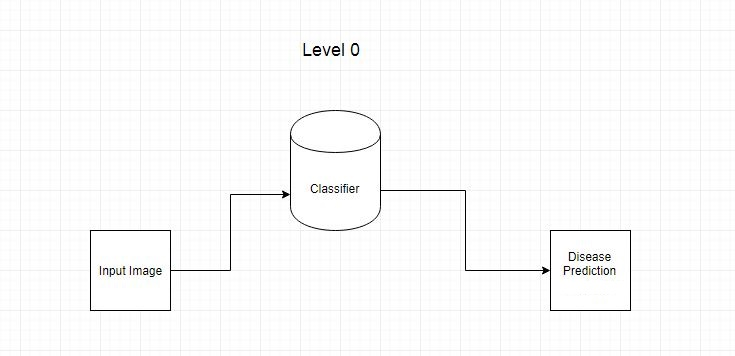 Level 0
Classifier
Input Image
Disease
Prediction